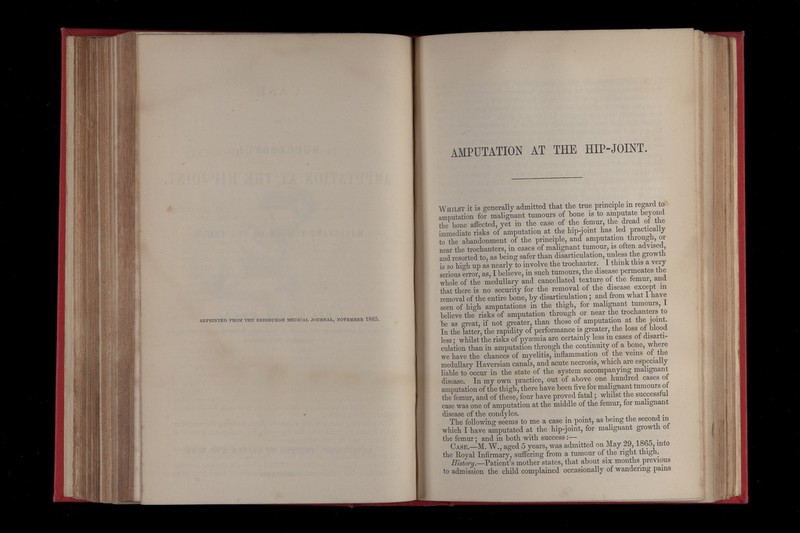 REPRINTED FROM THE EDINBURGH MEDICAL JOURNAL, NOVEMBER 1865.
AMPUTATION AT THE HIP-JOINT.
WHILST it is generally admitted that the true principle in regard to
amputation for malignant tumours of bone is to amputate beyond
the bone affected, yet in the case of the femur, the dread of the
immediate risks of amputation at the hip-joint has led practically
to the abandonment of the principle, and amputation through, or
near the trochanters, in cases of malignant tumour, is often advised,
and resorted to, as being safer than disarticulation, unless the growth
is so high up as nearly to involve the trochanter. I think this a very
serious error, as, I believe, in such tumours, the disease permeates the
whole of the medullary and cancellated texture of the femur, and
that there is no security for the removal of the disease except in
removal of the entire bone, by disarticulation; and from what I have
seen of high amputations in the thigh, for malignant tumours, I
believe the risks of amputation through or near the trochanters to
be as great, if not greater, than those of amputation at the joint.
In the latter, the rapidity of performance is greater, the loss of blood
less; whilst the risks of pyæmia are certainly less in cases of disarti-
culation than in amputation through the continuity of a bone, where
we have the chances of myelitis, inflammation of the veins of the
medullary Haversian canals, and acute necrosis, which are especially
liable to occur in the state of the system accompanying malignant
disease. In my own practice, out of above one hundred cases of
amputation of the thigh, there have been five for malignant tumours of
the femur, and of these, four have proved fatal; whilst the successful
case was one of amputation at the middle of the femur, for malignant
disease of the condyles.
The following seems to me a case in point, as being the second in
which I have amputated at the hip-joint, for malignant growth of
the femur; and in both with success:—
CASE.—M. W., aged 5 years, was admitted on May 29, 1865, into
the Royal Infirmary, suffering from a tumour of the right thigh.
History.—Patient's mother states, that about six months previous
to admission the child complained occasionally of wandering pains